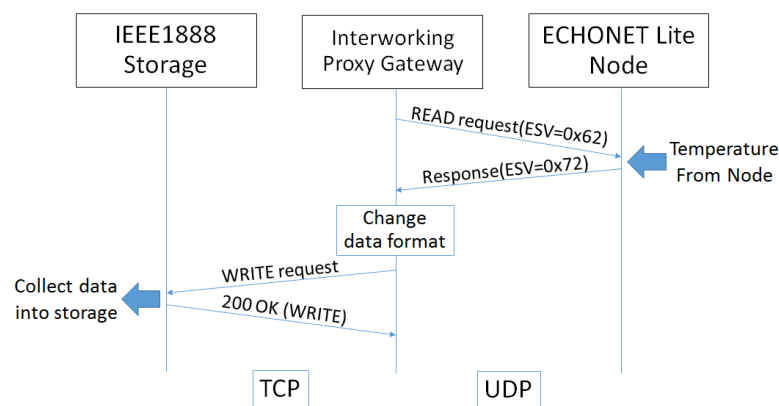 IEEE1888
Storage
Interworking
Proxy Gateway
ECHONET Lite
Node
READ request(ESV=0x62)
Temperature
From Node
Response(ESV=0x72)
Change
data format
WRITE request
Collect data
into storage
200 OK (WRITE)
TCP
UDP